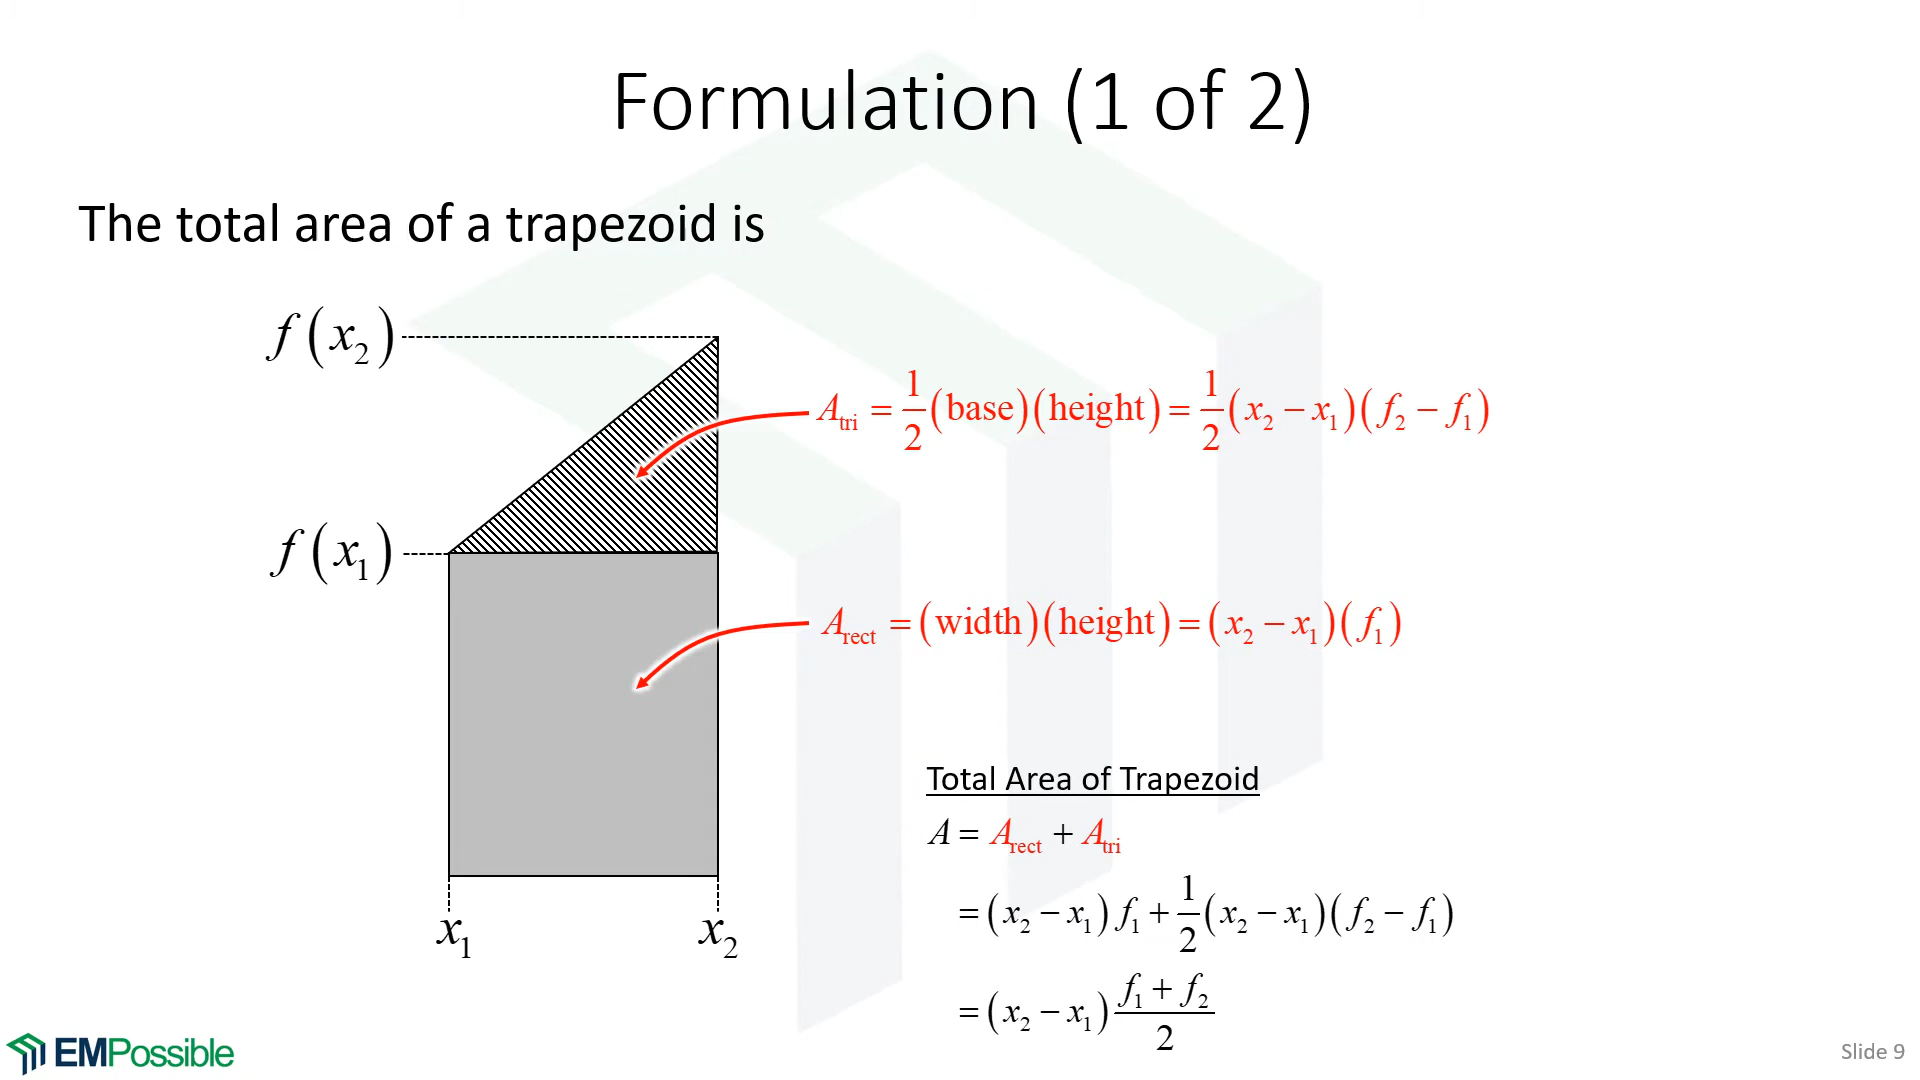 Formulation (1 of 2)
The total area of a trapezoid is
f(x₂)
A_tri = 1/2 (base)(height) = 1/2 (x₂ − x₁)(f₂ − f₁)
f(x₁)
A_rect = (width)(height) = (x₂ − x₁)(f₁)
x₁
x₂
Total Area of Trapezoid
A = A_rect + A_tri
= (x₂ − x₁) f₁ + 1/2 (x₂ − x₁)(f₂ − f₁)
= (x₂ − x₁) (f₁ + f₂)/2
EMPossible
Slide 9